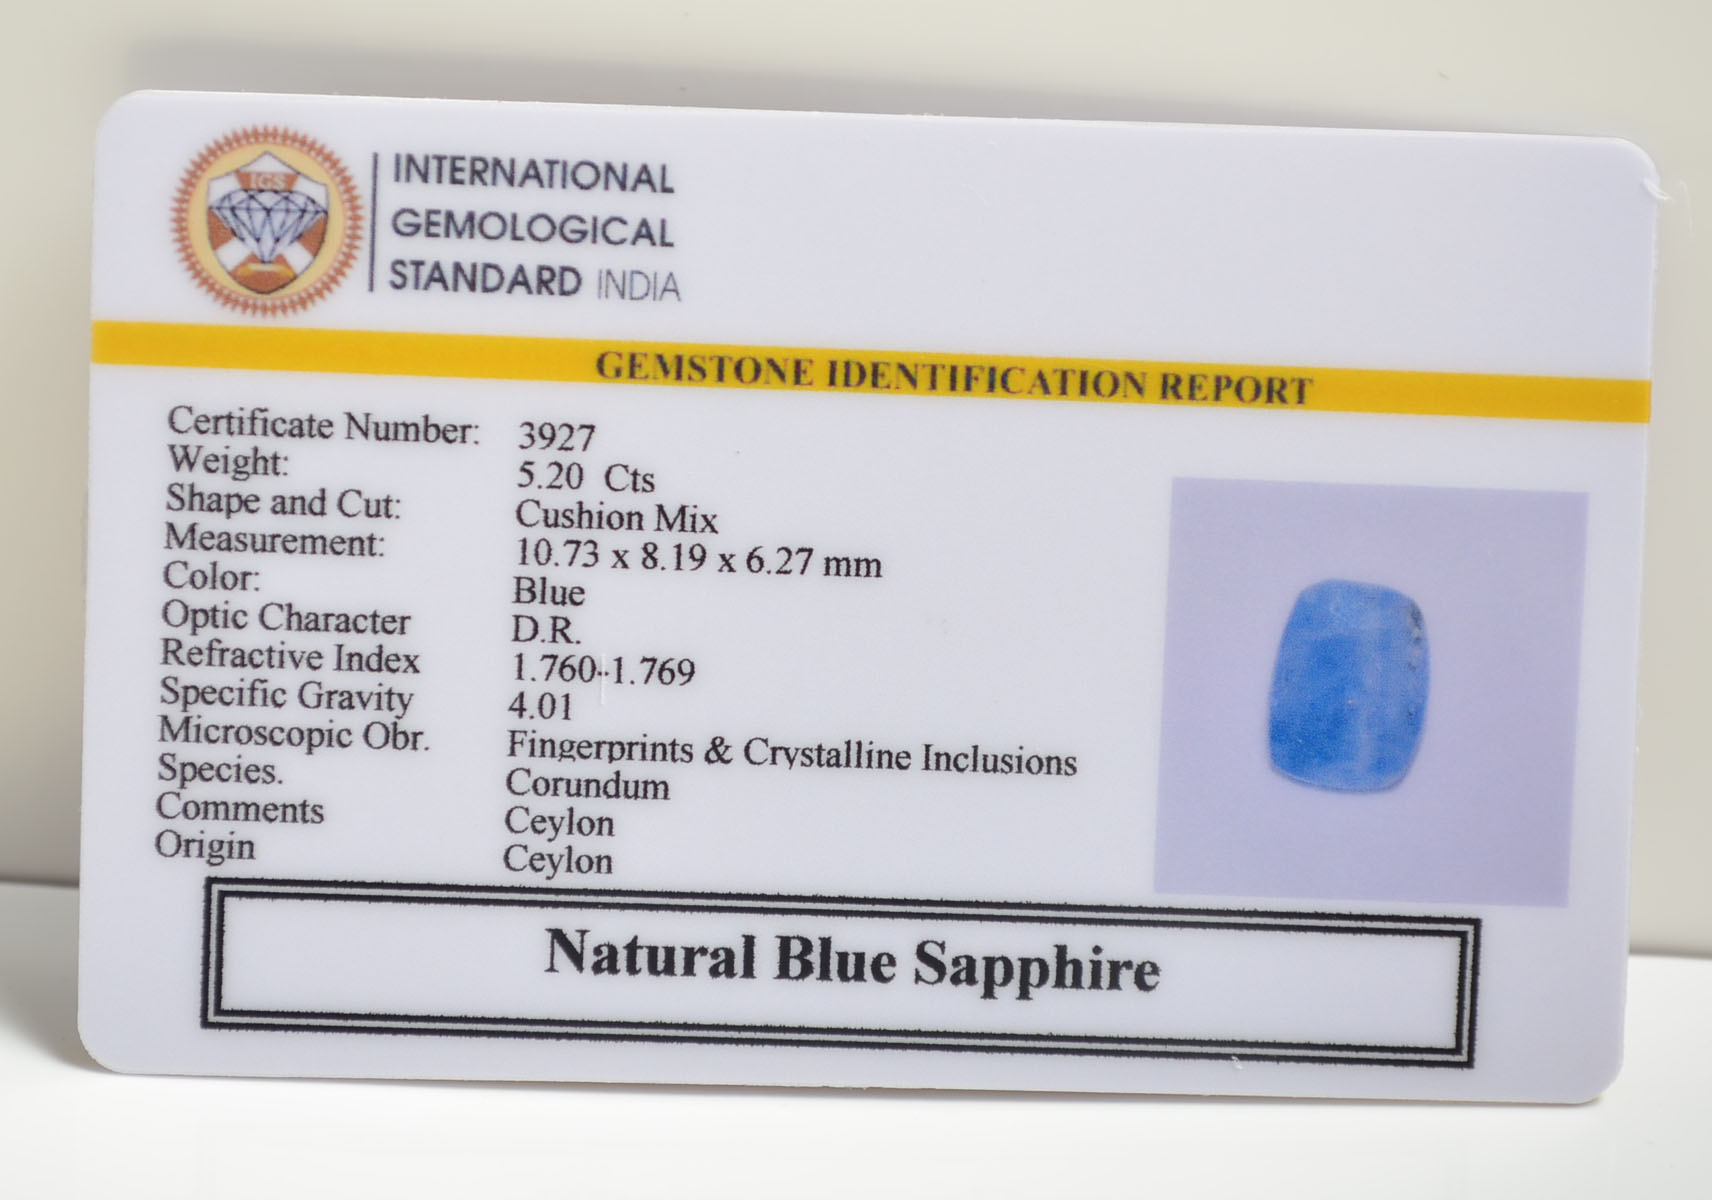 IGS
INTERNATIONAL
GEMOLOGICAL
STANDARD INDIA
GEMSTONE IDENTIFICATION REPORT
Certificate Number: 3927
Weight: 5.20 Cts
Shape and Cut: Cushion Mix
Measurement: 10.73 x 8.19 x 6.27 mm
Color: Blue
Optic Character D.R.
Refractive Index 1.760-1.769
Specific Gravity 4.01
Microscopic Obr. Fingerprints & Crystalline Inclusions
Species. Corundum
Comments Ceylon
Origin Ceylon
Natural Blue Sapphire